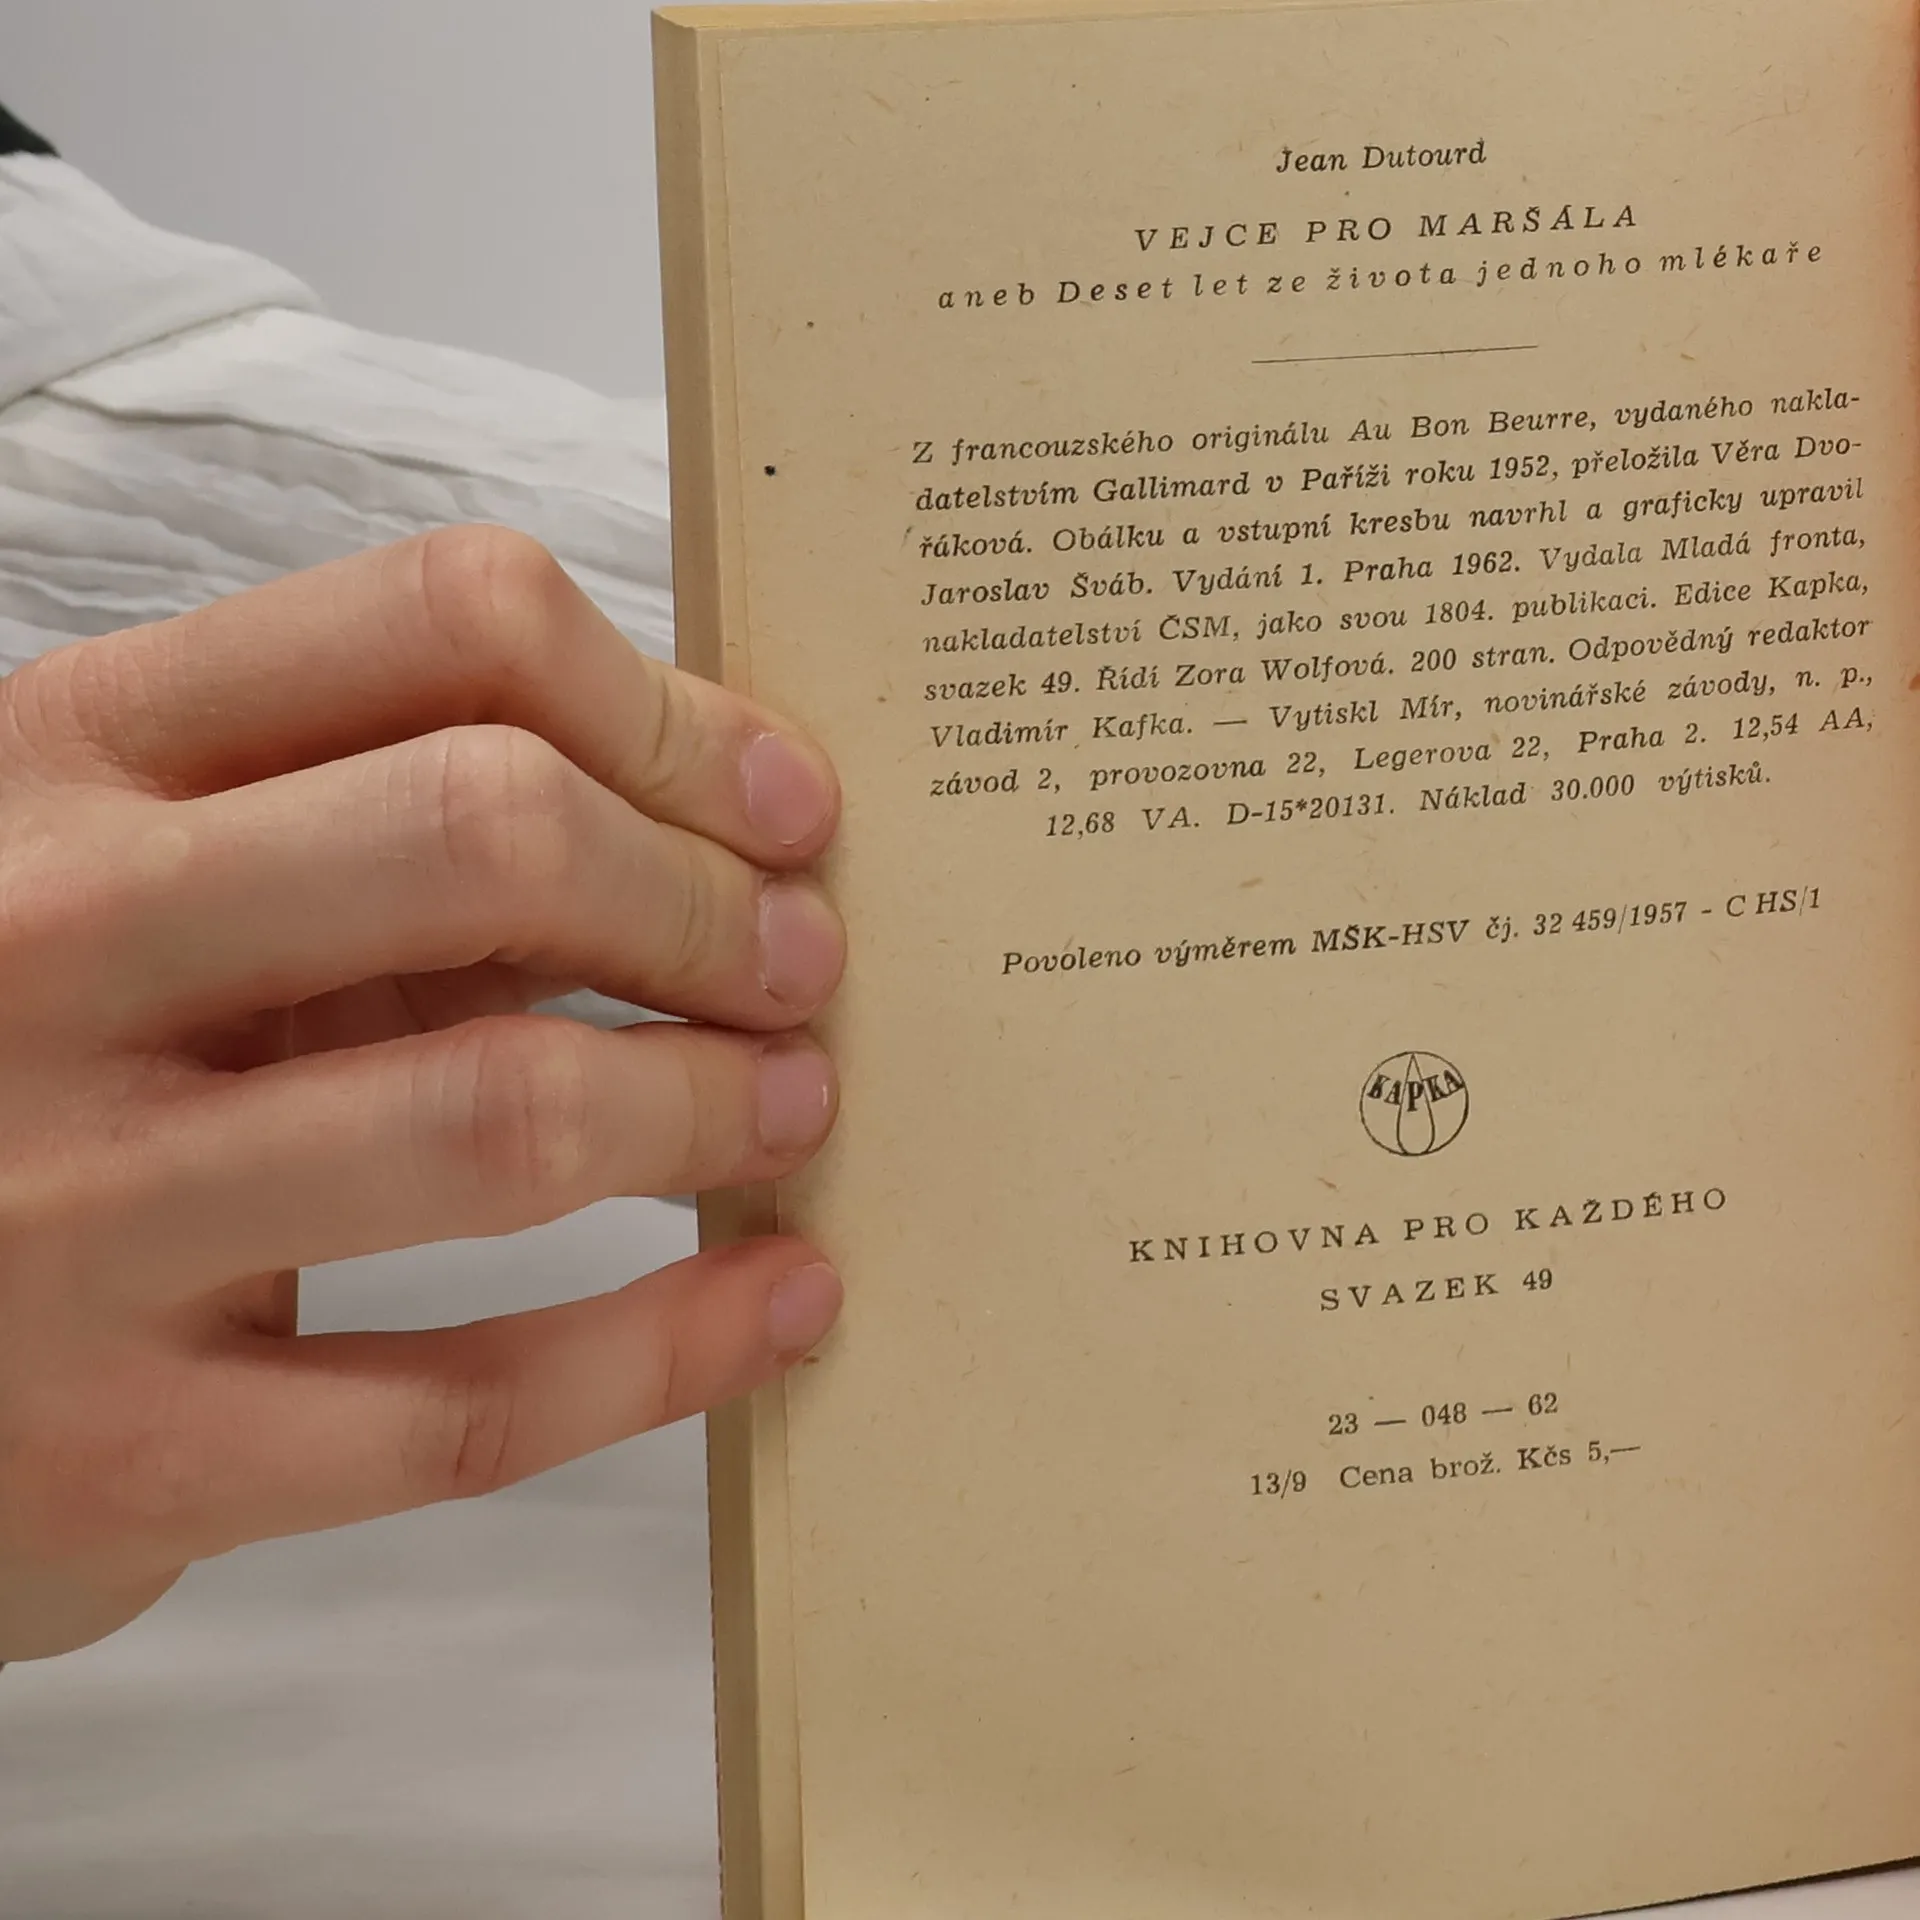 Jean Dutourd
VEJCE PRO MARŠÁLA
aneb Deset let ze života jednoho mlékaře
Z francouzského originálu Au Bon Beurre, vydaného nakla-
datelstvím Gallimard v Paříži roku 1952, přeložila Věra Dvo-
řáková. Obálku a vstupní kresbu navrhl a graficky upravil
Jaroslav Šváb. Vydání 1. Praha 1962. Vydala Mladá fronta,
nakladatelství ČSM, jako svou 1804. publikaci. Edice Kapka,
svazek 49. Řídí Zora Wolfová. 200 stran. Odpovědný redaktor
Vladimír Kafka. — Vytiskl Mír, novinářské závody, n. p.,
závod 2, provozovna 22, Legerova 22, Praha 2. 12,54 AA,
12,68 VA. D-15*20131. Náklad 30.000 výtisků.
Povoleno výměrem MŠK-HSV čj. 32 459/1957 - C HS/1
KAPKA
KNIHOVNA PRO KAŽDÉHO
SVAZEK 49
23 — 048 — 62
13/9 Cena brož. Kčs 5,—